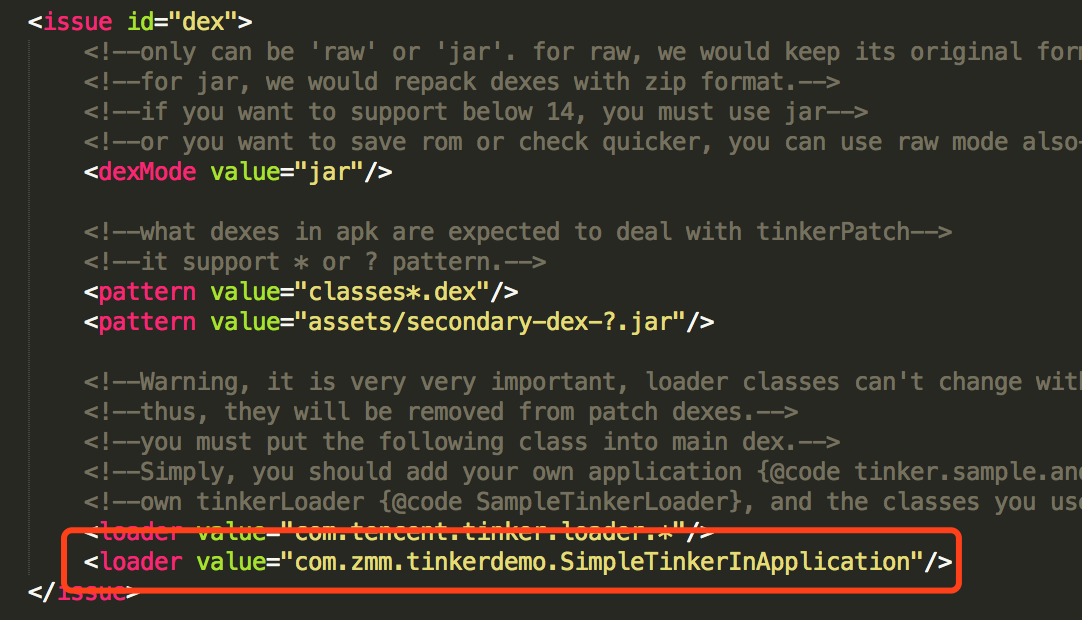 <issue id="dex">
<!--only can be 'raw' or 'jar'. for raw, we would keep its original
<!--for jar, we would repack dexes with zip format.-->
<!--if you want to support below 14, you must use jar-->
<!--or you want to save rom or check quicker, you can use raw mode also-
<dexMode value="jar"/>
<!--what dexes in apk are expected to deal with tinkerPatch-->
<!--it support * or ? pattern.-->
<pattern value="classes*.dex"/>
<pattern value="assets/secondary-dex-?.jar"/>
<!--Warning, it is very very important, loader classes can't change
<!--thus, they will be removed from patch dexes.-->
<!--you must put the following class into main dex.-->
<!--Simply, you should add your own application {@code
<!--own tinkerLoader {@code SampleTinkerLoader}, and the classes you
<loader value="com.tencent.tinker.loader.*"/>
<loader value="com.zmm.tinkerdemo.SimpleTinkerInApplication"/>
</issue>